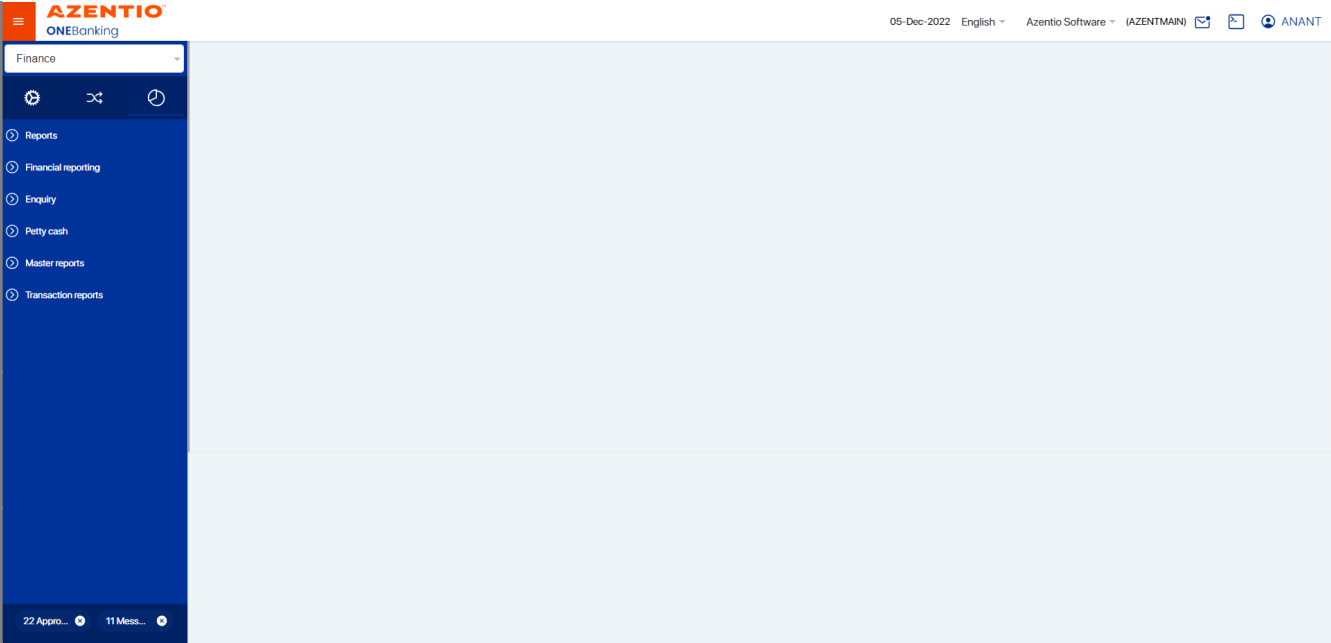 AZENTIO™
ONEBanking
05-Dec-2022 English Azentio Software (AZENTMAIN) ANANT
Finance
Reports
Financial reporting
Enquiry
Petty cash
Master reports
Transaction reports
22 Appro... 11 Mess...